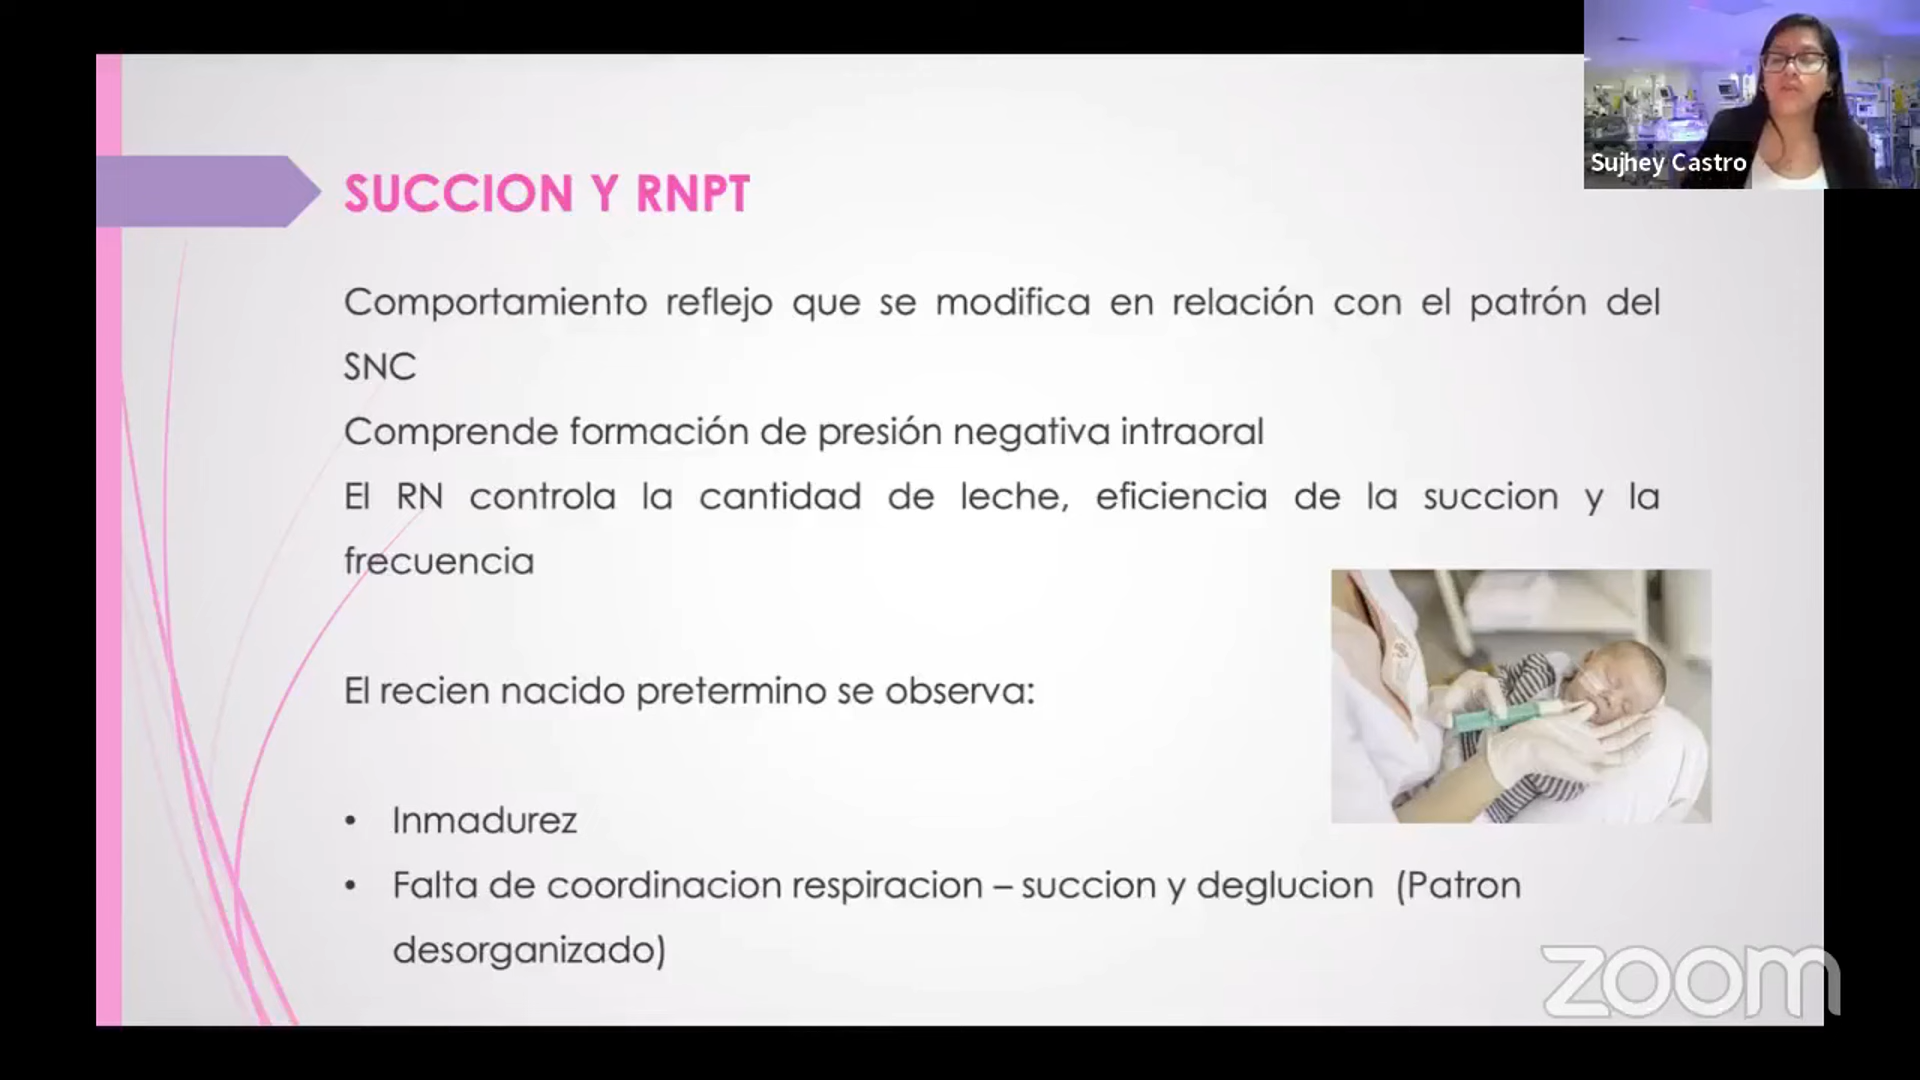 Sujhey Castro
SUCCION Y RNPT
Comportamiento reflejo que se modifica en relación con el patrón del
SNC
Comprende formación de presión negativa intraoral
El RN controla la cantidad de leche, eficiencia de la succion y la
frecuencia
El recien nacido pretermino se observa:
• Inmadurez
• Falta de coordinacion respiracion – succion y deglucion (Patron
desorganizado)
zoom